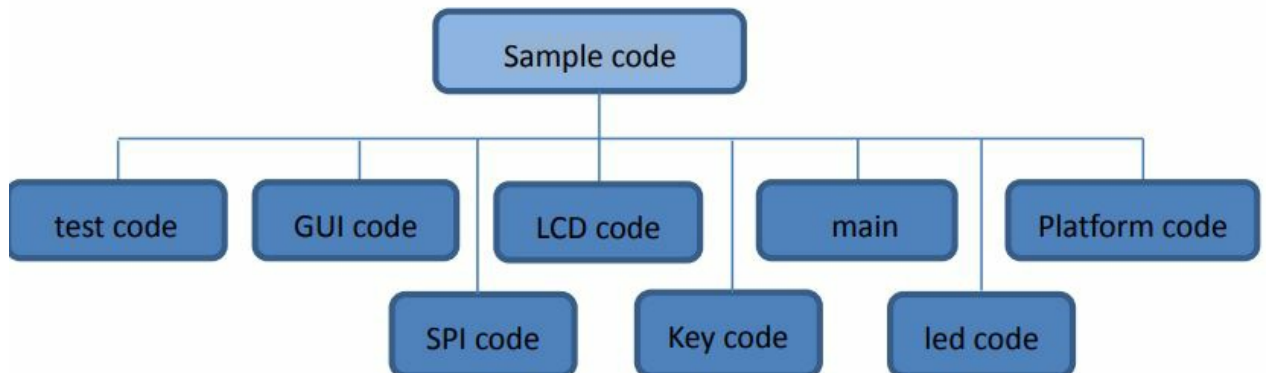 Sample code
test code
GUI code
LCD code
main
Platform code
SPI code
Key code
led code